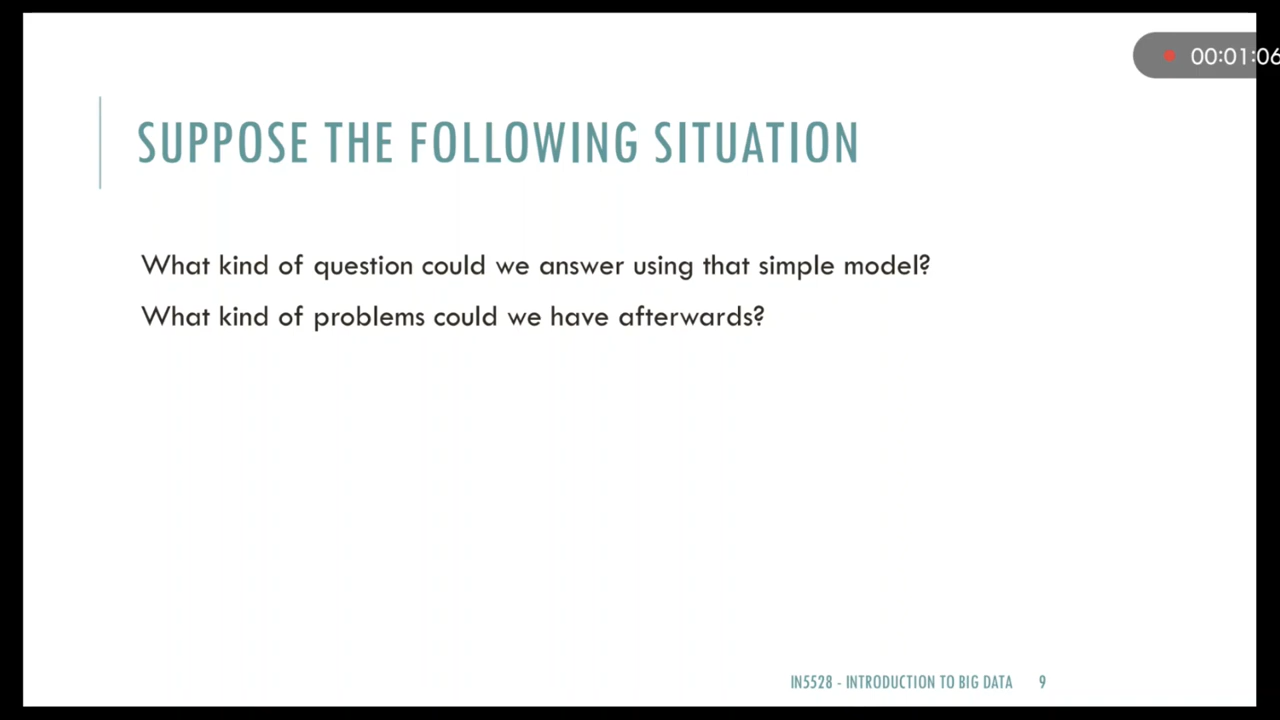 00:01:06
SUPPOSE THE FOLLOWING SITUATION
What kind of question could we answer using that simple model?
What kind of problems could we have afterwards?
IN5528 - INTRODUCTION TO BIG DATA 9